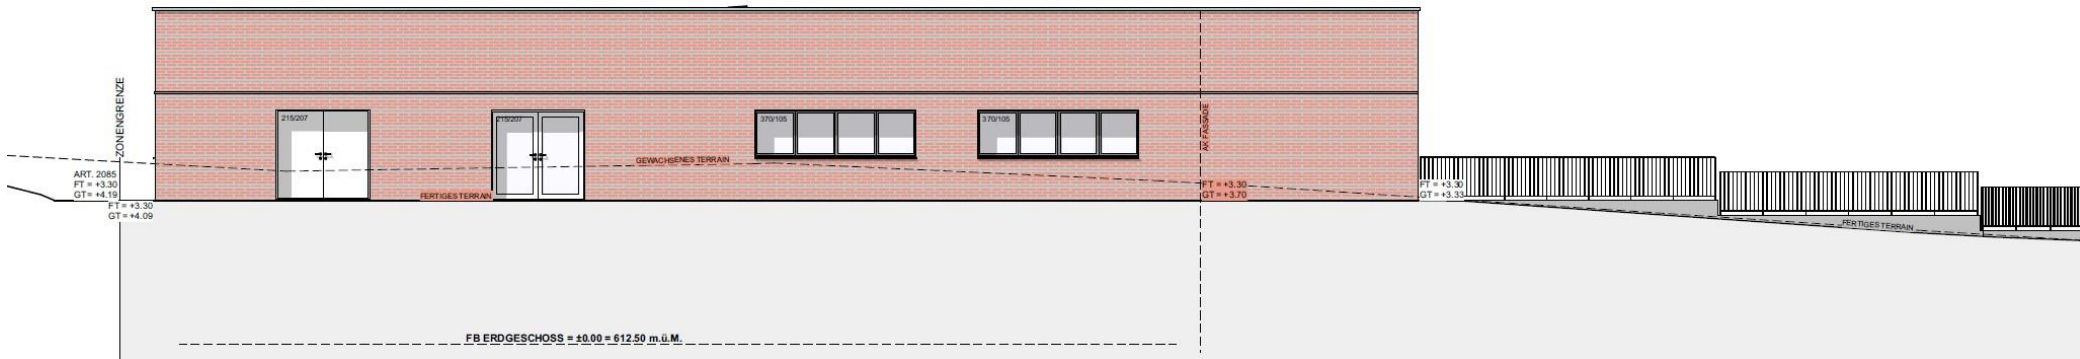 ZONENGRENZE
215/207
215/207
370/105
370/105
AK FASSADE
GEWACHSENES TERRAIN
ART. 2085
FT = +3.30
GT = +4.19
FERTIGES TERRAIN
FT = +3.30
GT = +3.70
FT = +3.30
GT = +3.33
FT = +3.30
GT = +4.09
FERTIGES TERRAIN
FB ERDGESCHOSS = ±0.00 = 612.50 m.ü.M.